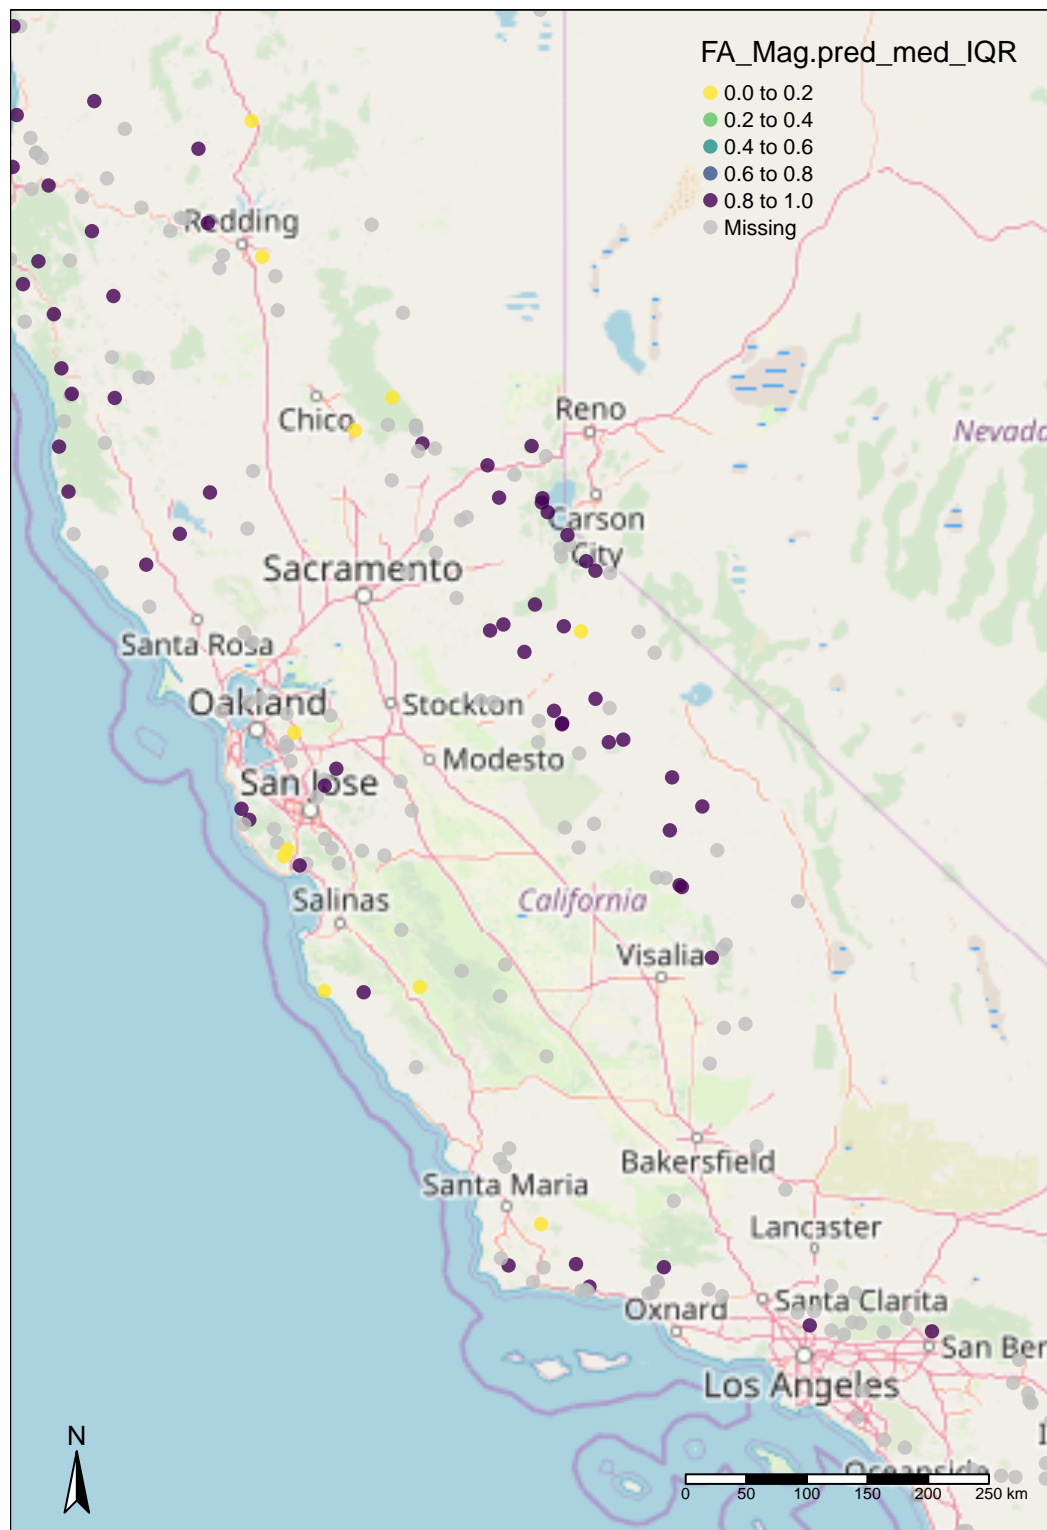 FA_Mag.pred_med_IQR
0.0 to 0.2
0.2 to 0.4
0.4 to 0.6
0.6 to 0.8
0.8 to 1.0
Missing
Redding
Chico
Reno
Nevada
Carson
City
Sacramento
Santa Rosa
Oakland
Stockton
Modesto
San Jose
Salinas
California
Visalia
Bakersfield
Santa Maria
Lancaster
Oxnard
Santa Clarita
San Ber
Los Angeles
Oceanside
N
0 50 100 150 200 250 km